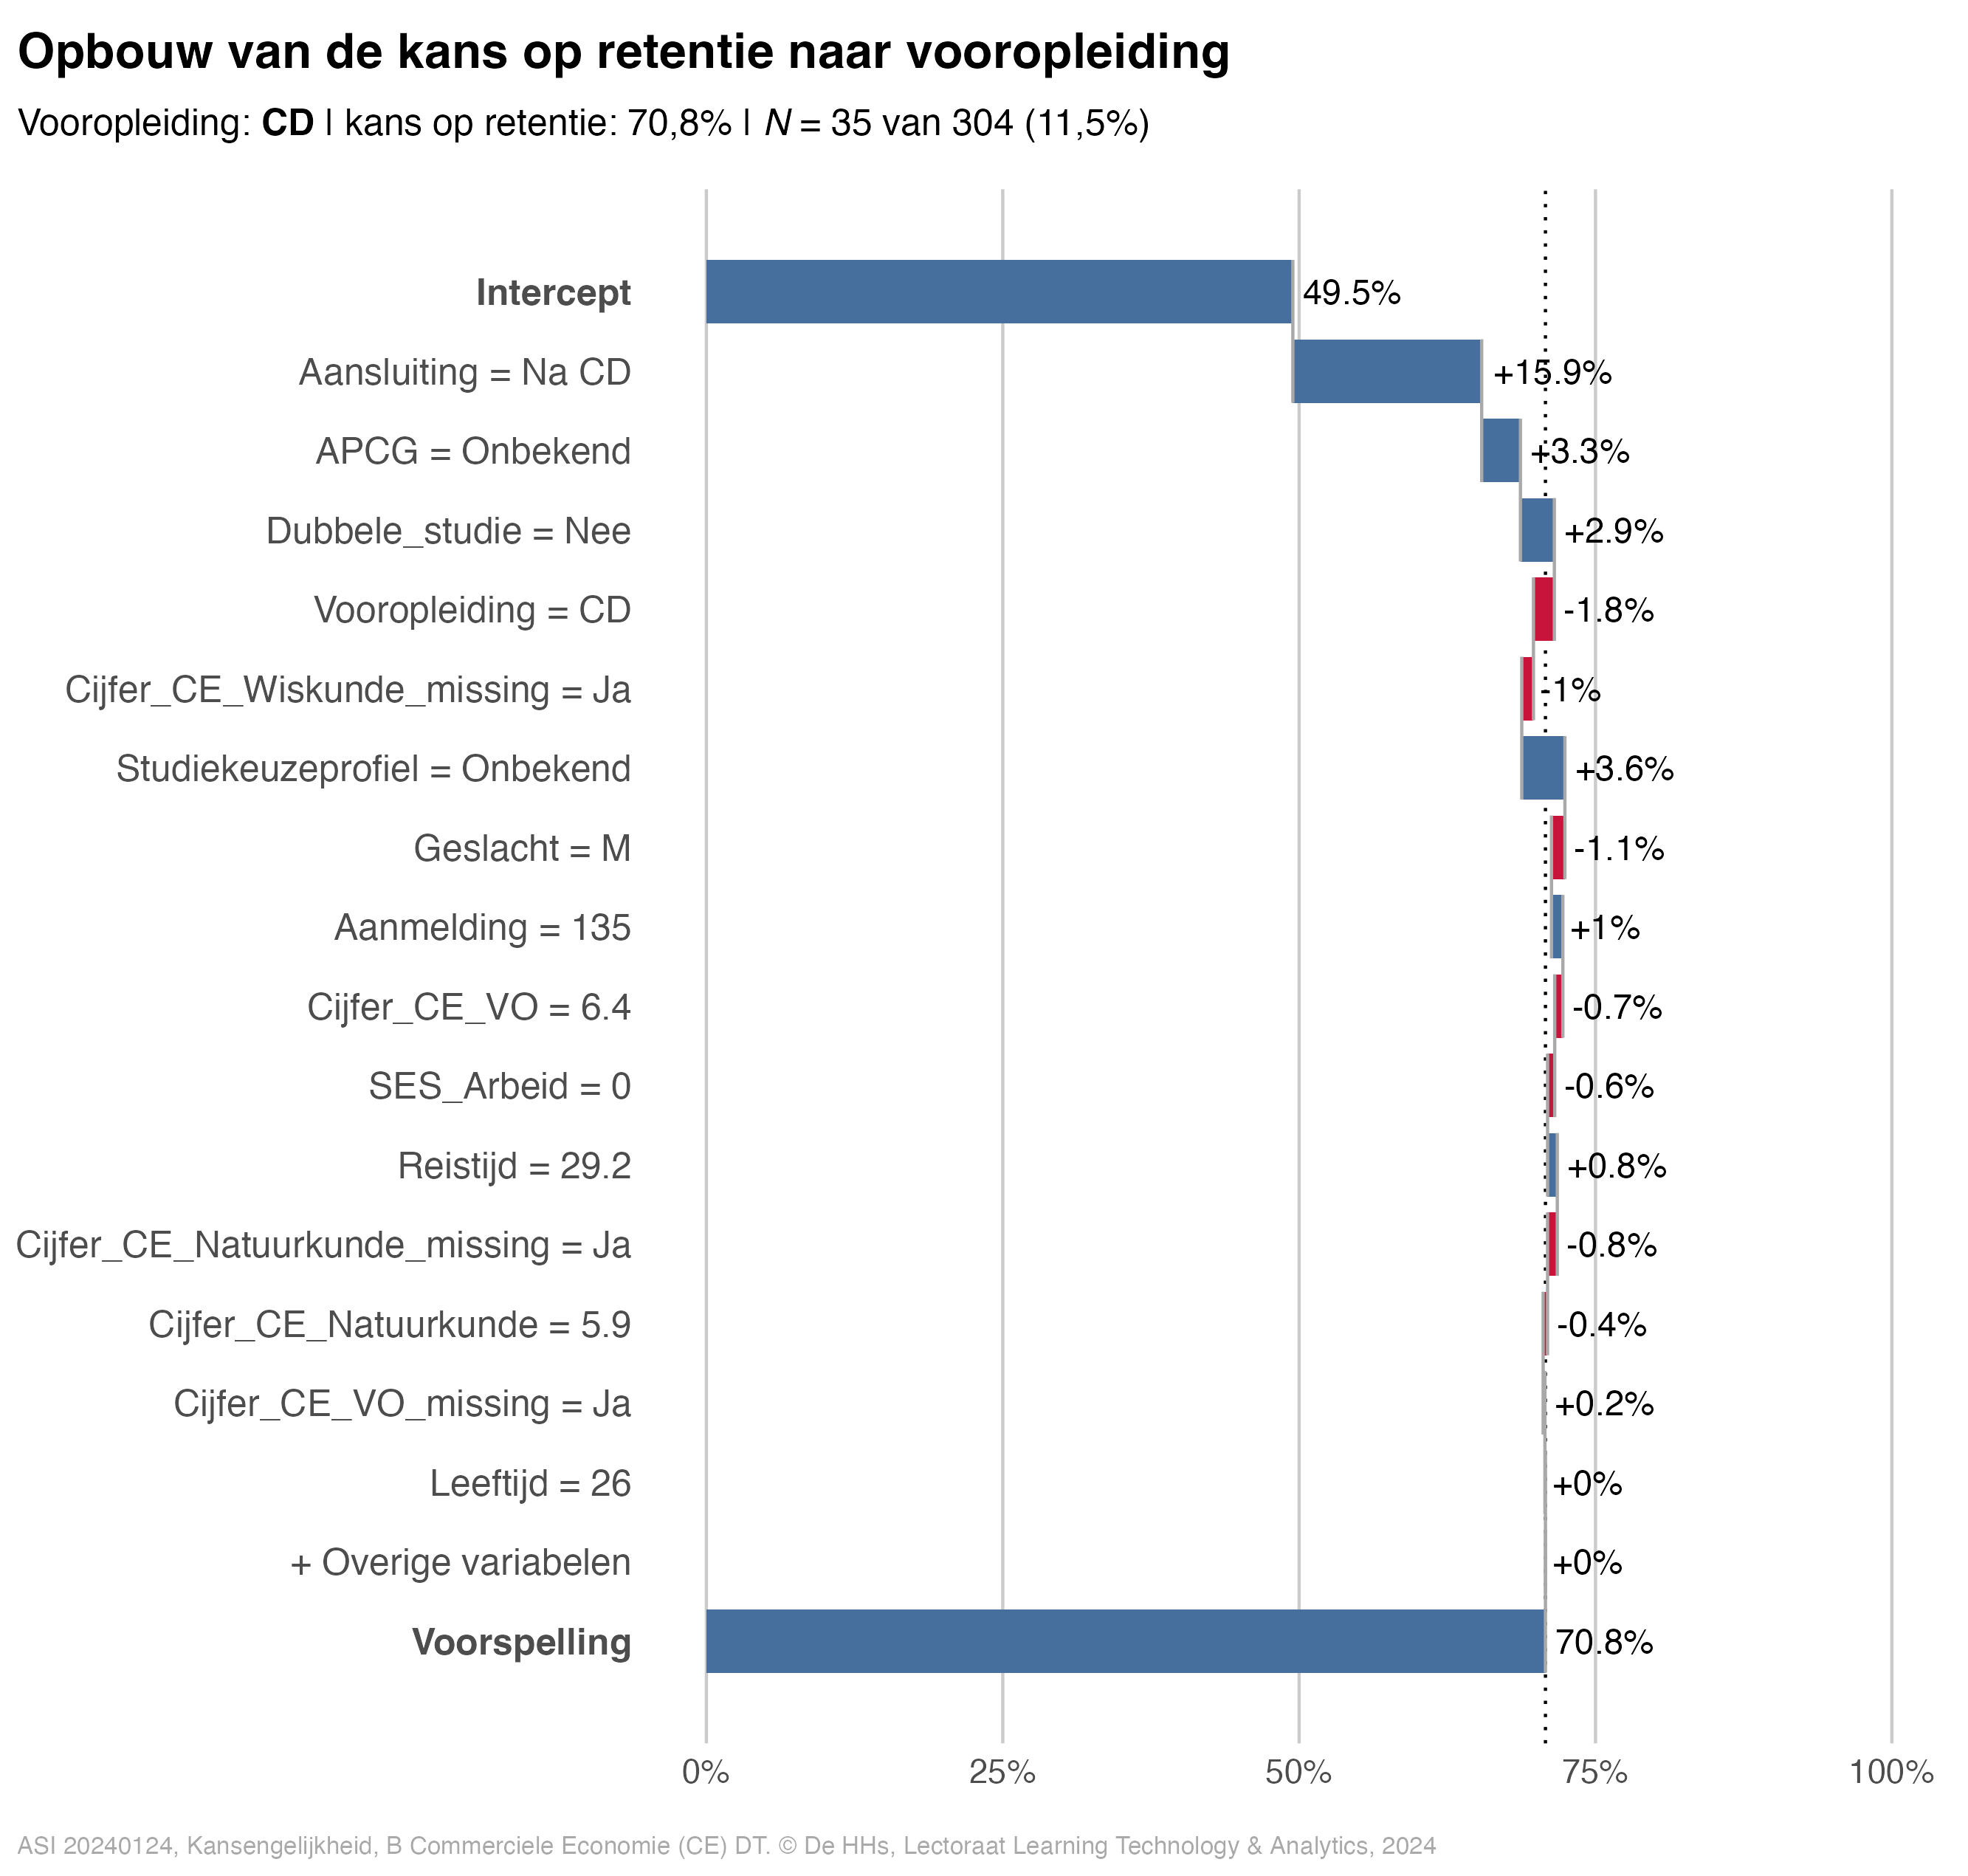 Opbouw van de kans op retentie naar vooropleiding
Vooropleiding: CD | kans op retentie: 70,8% | N = 35 van 304 (11,5%)
Intercept 49.5%
Aansluiting = Na CD +15.9%
APCG = Onbekend +3.3%
Dubbele_studie = Nee +2.9%
Vooropleiding = CD -1.8%
Cijfer_CE_Wiskunde_missing = Ja -1%
Studiekeuzeprofiel = Onbekend +3.6%
Geslacht = M -1.1%
Aanmelding = 135 +1%
Cijfer_CE_VO = 6.4 -0.7%
SES_Arbeid = 0 -0.6%
Reistijd = 29.2 +0.8%
Cijfer_CE_Natuurkunde_missing = Ja -0.8%
Cijfer_CE_Natuurkunde = 5.9 -0.4%
Cijfer_CE_VO_missing = Ja +0.2%
Leeftijd = 26 +0%
+ Overige variabelen +0%
Voorspelling 70.8%
0% 25% 50% 75% 100%
ASI 20240124, Kansengelijkheid, B Commerciele Economie (CE) DT. © De HHs, Lectoraat Learning Technology & Analytics, 2024